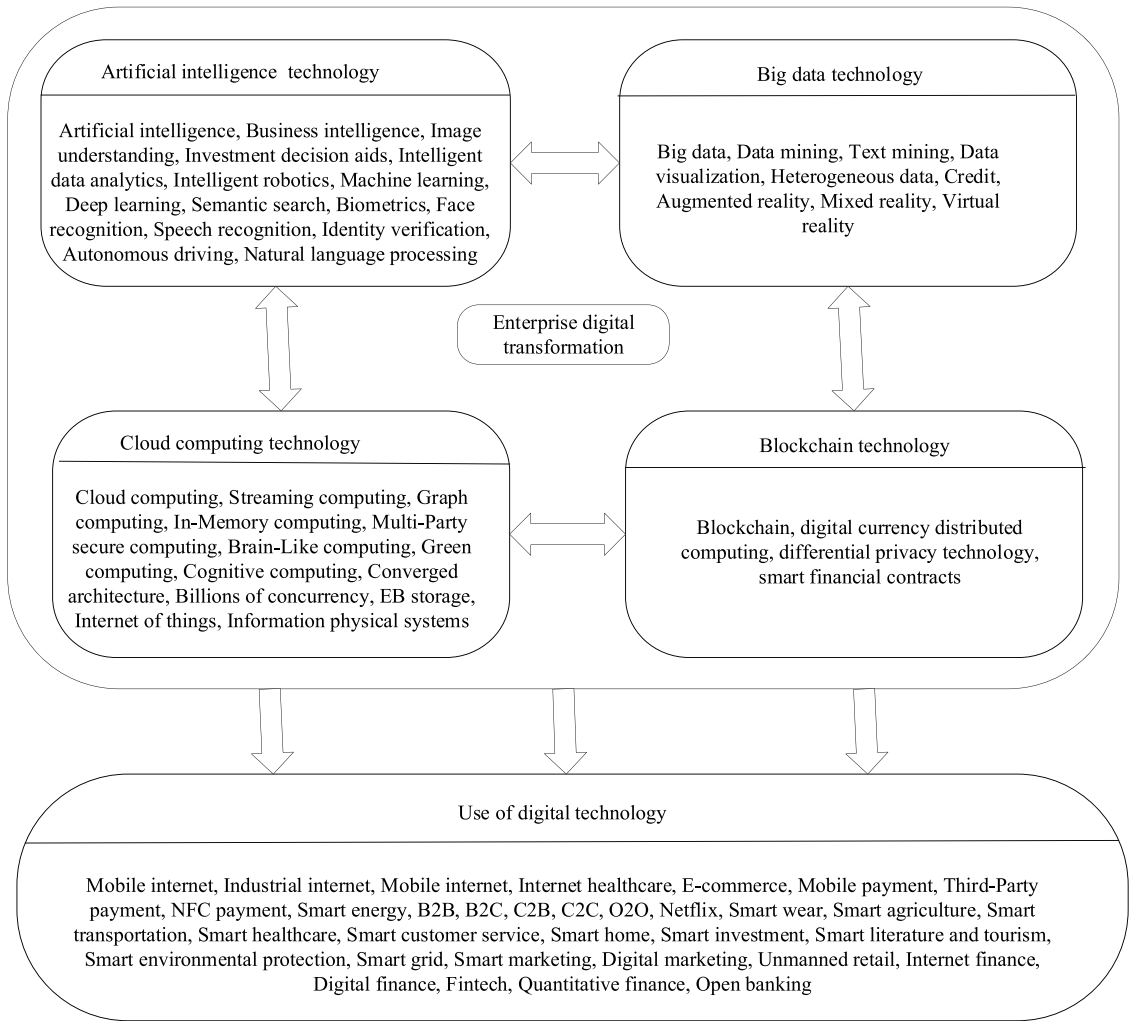 Artificial intelligence  technology
Artificial intelligence, Business intelligence, Image
understanding, Investment decision aids, Intelligent
data analytics, Intelligent robotics, Machine learning,
Deep learning, Semantic search, Biometrics, Face
recognition, Speech recognition, Identity verification,
Autonomous driving, Natural language processing
Big data technology
Big data, Data mining, Text mining, Data
visualization, Heterogeneous data, Credit,
Augmented reality, Mixed reality, Virtual
reality
Enterprise digital
transformation
Cloud computing technology
Cloud computing, Streaming computing, Graph
computing, In-Memory computing, Multi-Party
secure computing, Brain-Like computing, Green
computing, Cognitive computing, Converged
architecture, Billions of concurrency, EB storage,
Internet of things, Information physical systems
Blockchain technology
Blockchain, digital currency distributed
computing, differential privacy technology,
smart financial contracts
Use of digital technology
Mobile internet, Industrial internet, Mobile internet, Internet healthcare, E-commerce, Mobile payment, Third-Party
payment, NFC payment, Smart energy, B2B, B2C, C2B, C2C, O2O, Netflix, Smart wear, Smart agriculture, Smart
transportation, Smart healthcare, Smart customer service, Smart home, Smart investment, Smart literature and tourism,
Smart environmental protection, Smart grid, Smart marketing, Digital marketing, Unmanned retail, Internet finance,
Digital finance, Fintech, Quantitative finance, Open banking